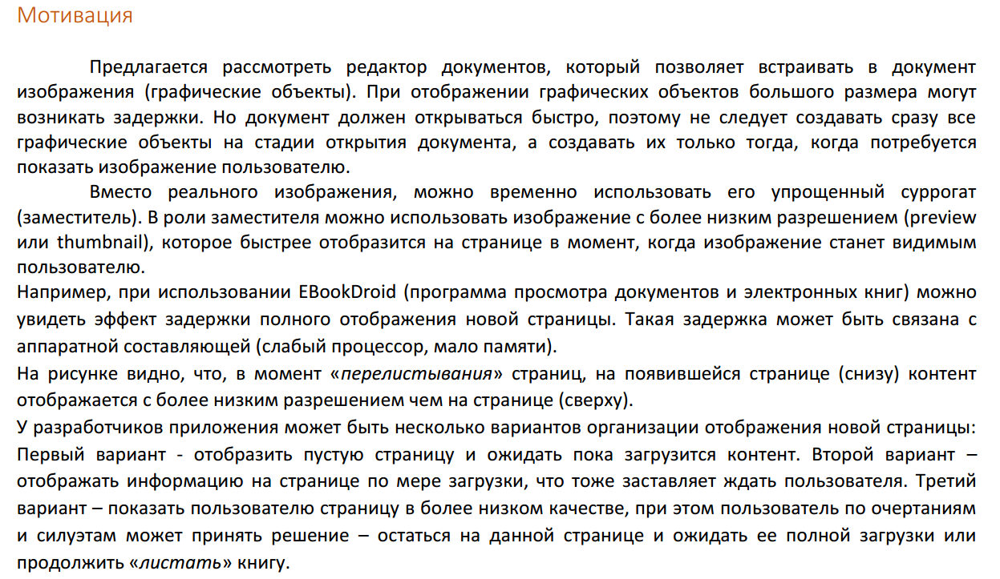 Мотивация
Предлагается рассмотреть редактор документов, который позволяет встраивать в документ
изображения (графические объекты). При отображении графических объектов большого размера могут
возникать задержки. Но документ должен открываться быстро, поэтому не следует создавать сразу все
графические объекты на стадии открытия документа, а создавать их только тогда, когда потребуется
показать изображение пользователю.
Вместо реального изображения, можно временно использовать его упрощенный суррогат
(заместитель). В роли заместителя можно использовать изображение с более низким разрешением (preview
или thumbnail), которое быстрее отобразится на странице в момент, когда изображение станет видимым
пользователю.
Например, при использовании EBookDroid (программа просмотра документов и электронных книг) можно
увидеть эффект задержки полного отображения новой страницы. Такая задержка может быть связана с
аппаратной составляющей (слабый процессор, мало памяти).
На рисунке видно, что, в момент «перелистывания» страниц, на появившейся странице (снизу) контент
отображается с более низким разрешением чем на странице (сверху).
У разработчиков приложения может быть несколько вариантов организации отображения новой страницы:
Первый вариант - отобразить пустую страницу и ожидать пока загрузится контент. Второй вариант –
отображать информацию на странице по мере загрузки, что тоже заставляет ждать пользователя. Третий
вариант – показать пользователю страницу в более низком качестве, при этом пользователь по очертаниям
и силуэтам может принять решение – остаться на данной странице и ожидать ее полной загрузки или
продолжить «листать» книгу.